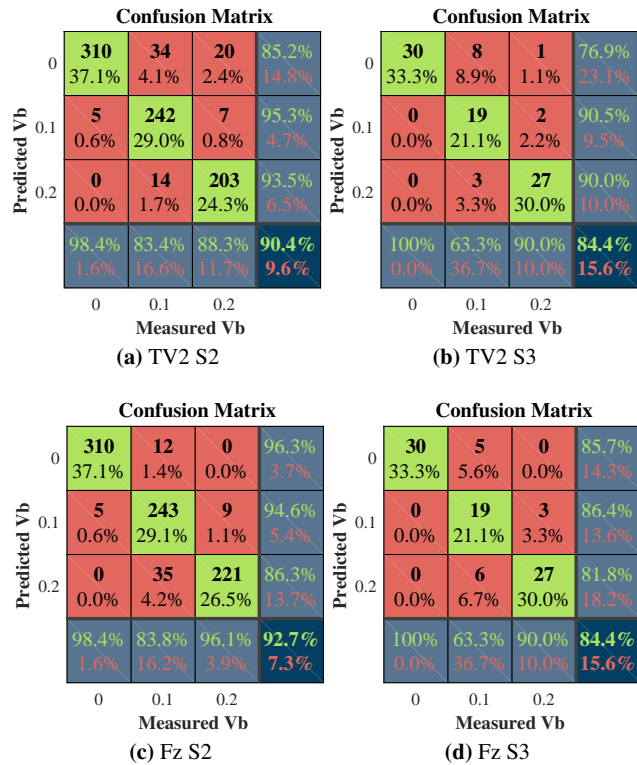 Confusion Matrix
Confusion Matrix
0
310 34 20 85.2%
37.1% 4.1% 2.4% 14.8%
0.1
5 242 7 95.3%
0.6% 29.0% 0.8% 4.7%
0.2
0 14 203 93.5%
0.0% 1.7% 24.3% 6.5%
98.4% 83.4% 88.3% 90.4%
1.6% 16.6% 11.7% 9.6%
0 0.1 0.2
Predicted Vb
Measured Vb
(a) TV2 S2
0
30 8 1 76.9%
33.3% 8.9% 1.1% 23.1%
0.1
0 19 2 90.5%
0.0% 21.1% 2.2% 9.5%
0.2
0 3 27 90.0%
0.0% 3.3% 30.0% 10.0%
100% 63.3% 90.0% 84.4%
0.0% 36.7% 10.0% 15.6%
0 0.1 0.2
Predicted Vb
Measured Vb
(b) TV2 S3
Confusion Matrix
Confusion Matrix
0
310 12 0 96.3%
37.1% 1.4% 0.0% 3.7%
0.1
5 243 9 94.6%
0.6% 29.1% 1.1% 5.4%
0.2
0 35 221 86.3%
0.0% 4.2% 26.5% 13.7%
98.4% 83.8% 96.1% 92.7%
1.6% 16.2% 3.9% 7.3%
0 0.1 0.2
Predicted Vb
Measured Vb
(c) Fz S2
0
30 5 0 85.7%
33.3% 5.6% 0.0% 14.3%
0.1
0 19 3 86.4%
0.0% 21.1% 3.3% 13.6%
0.2
0 6 27 81.8%
0.0% 6.7% 30.0% 18.2%
100% 63.3% 90.0% 84.4%
0.0% 36.7% 10.0% 15.6%
0 0.1 0.2
Predicted Vb
Measured Vb
(d) Fz S3